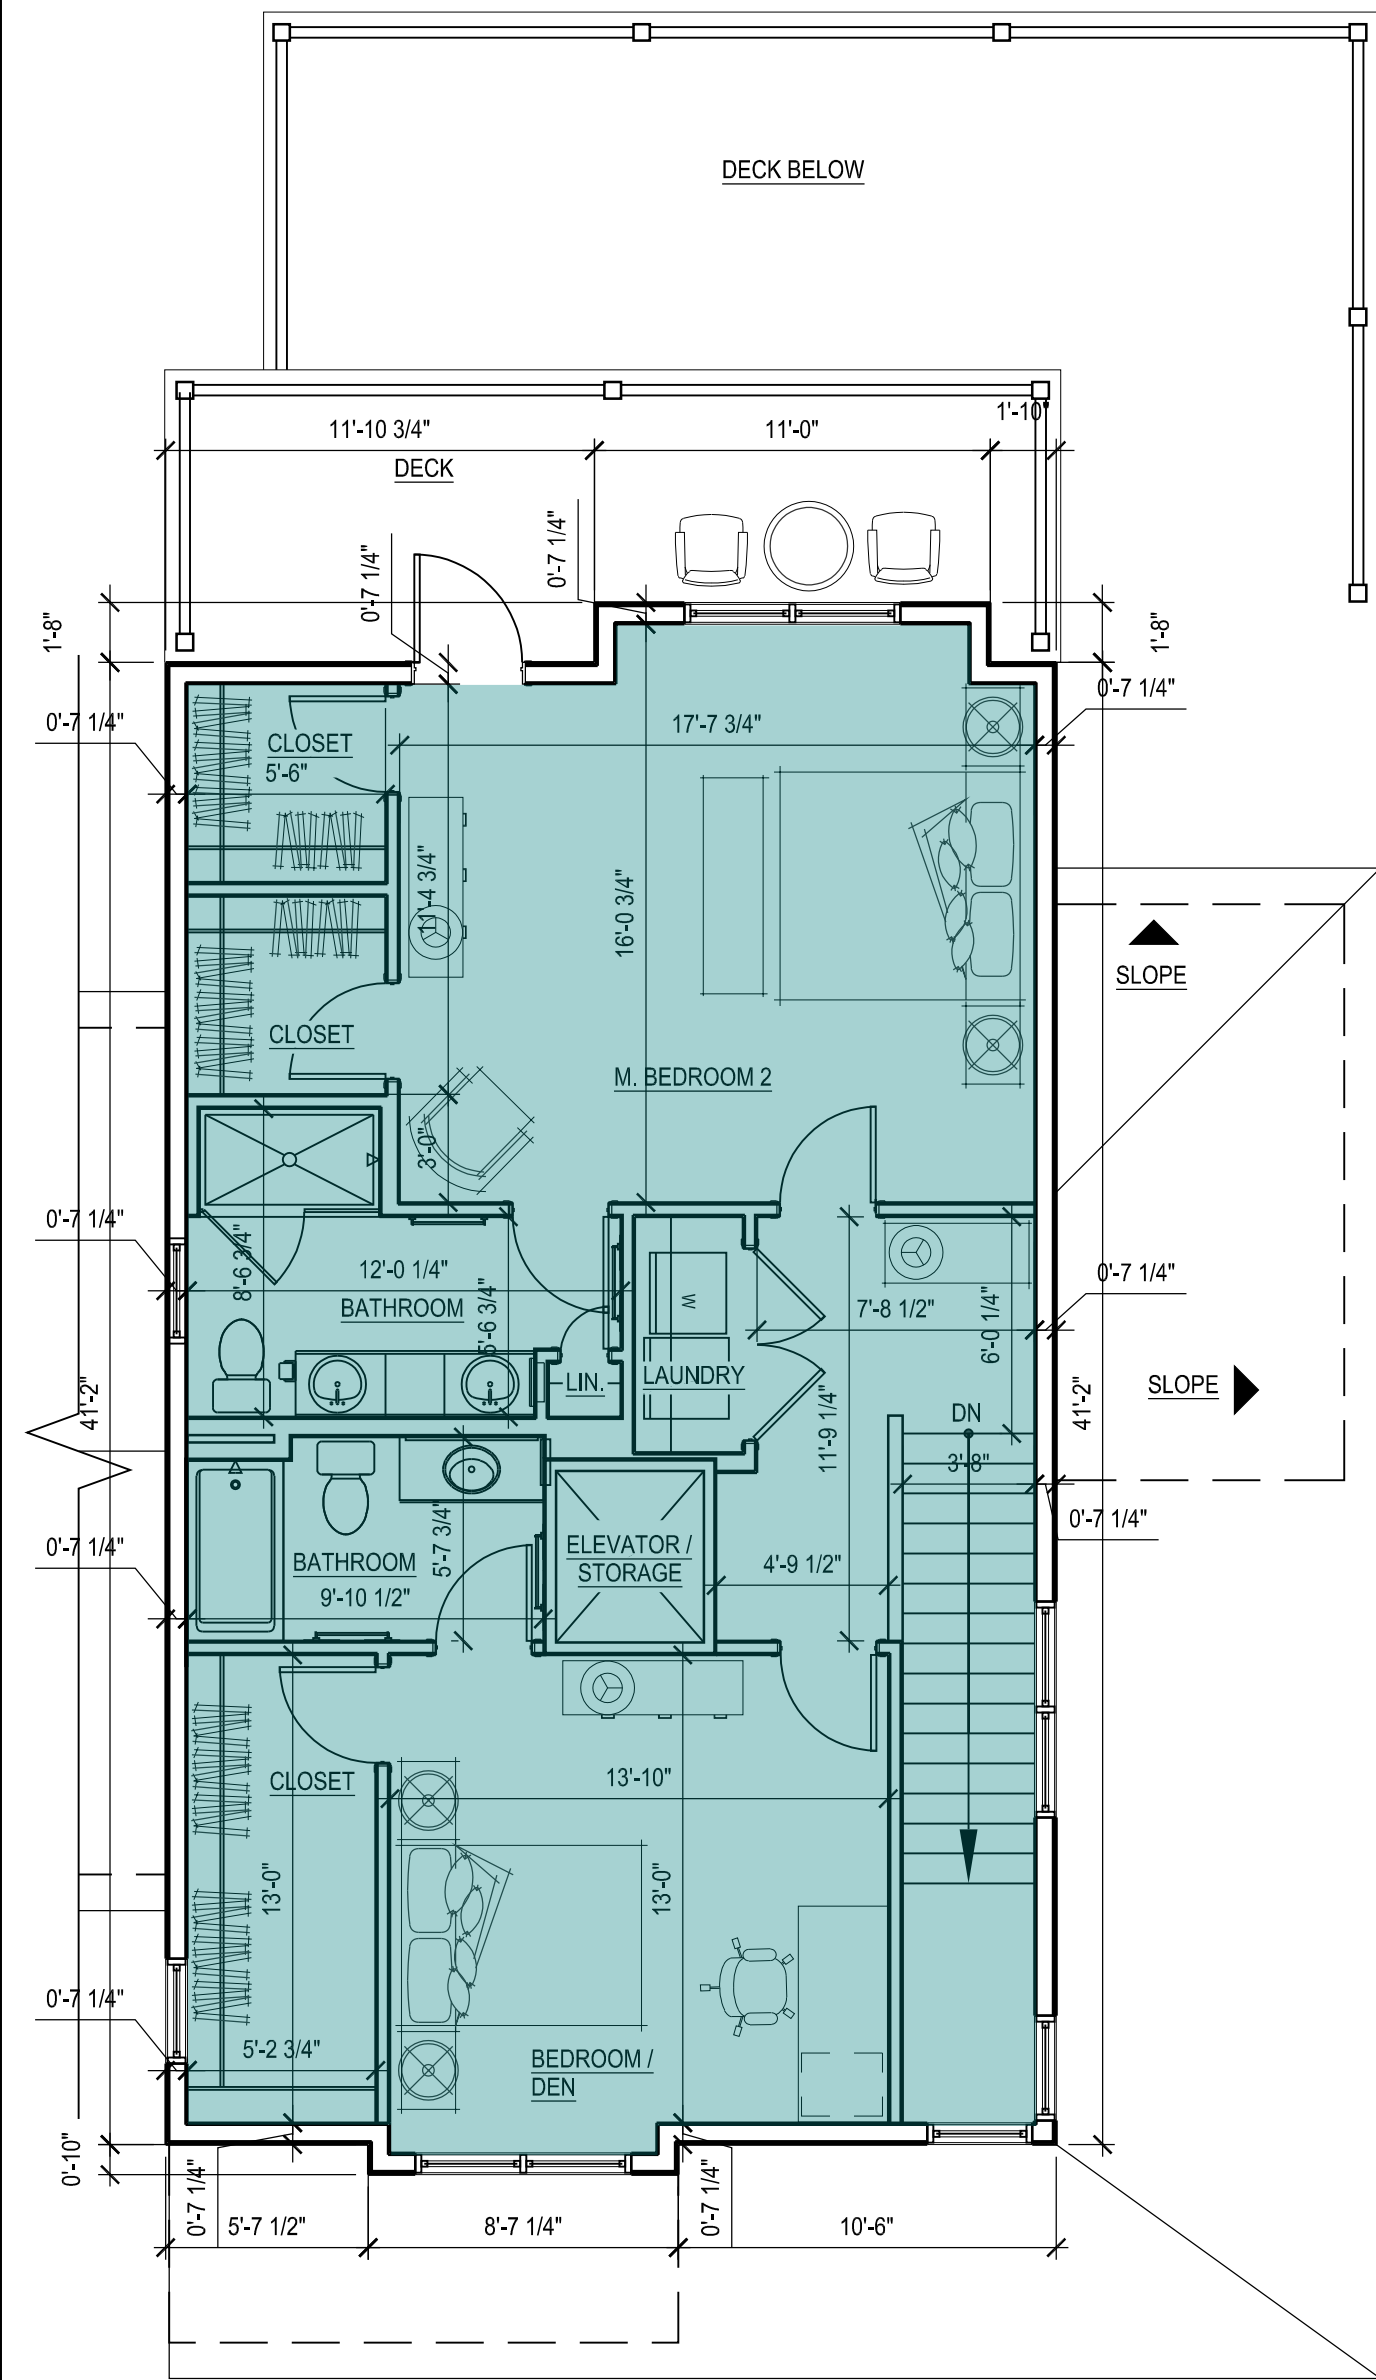 DECK BELOW
1'-10"
11'-10 3/4"
11'-0"
DECK
0'-7 1/4"
0'-7 1/4"
1'-8"
1'-8"
0'-7 1/4"
0'-7 1/4"
17'-7 3/4"
CLOSET
5'-6"
11'-4 3/4"
16'-0 3/4"
SLOPE
CLOSET
M. BEDROOM 2
3'-0"
0'-7 1/4"
8'-6 3/4"
12'-0 1/4"
BATHROOM
5'-6 3/4"
W
7'-8 1/2"
6'-0 1/4"
0'-7 1/4"
LIN.
LAUNDRY
SLOPE
41'-2"
41'-2"
DN
11'-9 1/4"
3'-8"
0'-7 1/4"
0'-7 1/4"
BATHROOM
9'-10 1/2"
5'-7 3/4"
ELEVATOR /
STORAGE
4'-9 1/2"
CLOSET
13'-10"
13'-0"
13'-0"
0'-7 1/4"
5'-2 3/4"
BEDROOM /
DEN
0'-10"
0'-7 1/4"
0'-7 1/4"
5'-7 1/2"
8'-7 1/4"
10'-6"